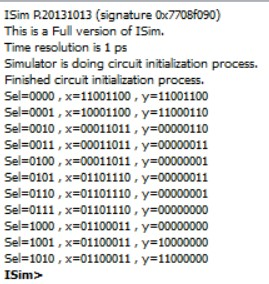 ISim P.20131013 (signature 0x7708f090)
This is a Full version of ISim.
Time resolution is 1 ps
Simulator is doing circuit initialization process.
Finished circuit initialization process.
Sel=0000 , x=11001100 , y=11001100
Sel=0001 , x=10011100 , y=11000110
Sel=0010 , x=00011011 , y=00000110
Sel=0011 , x=00011011 , y=00000011
Sel=0100 , x=00011011 , y=00000001
Sel=0101 , x=01101110 , y=00000011
Sel=0110 , x=01101110 , y=00000001
Sel=0111 , x=01101110 , y=00000000
Sel=1000 , x=01100011 , y=00000000
Sel=1001 , x=01100011 , y=10000000
Sel=1010 , x=01100011 , y=11000000
ISim>